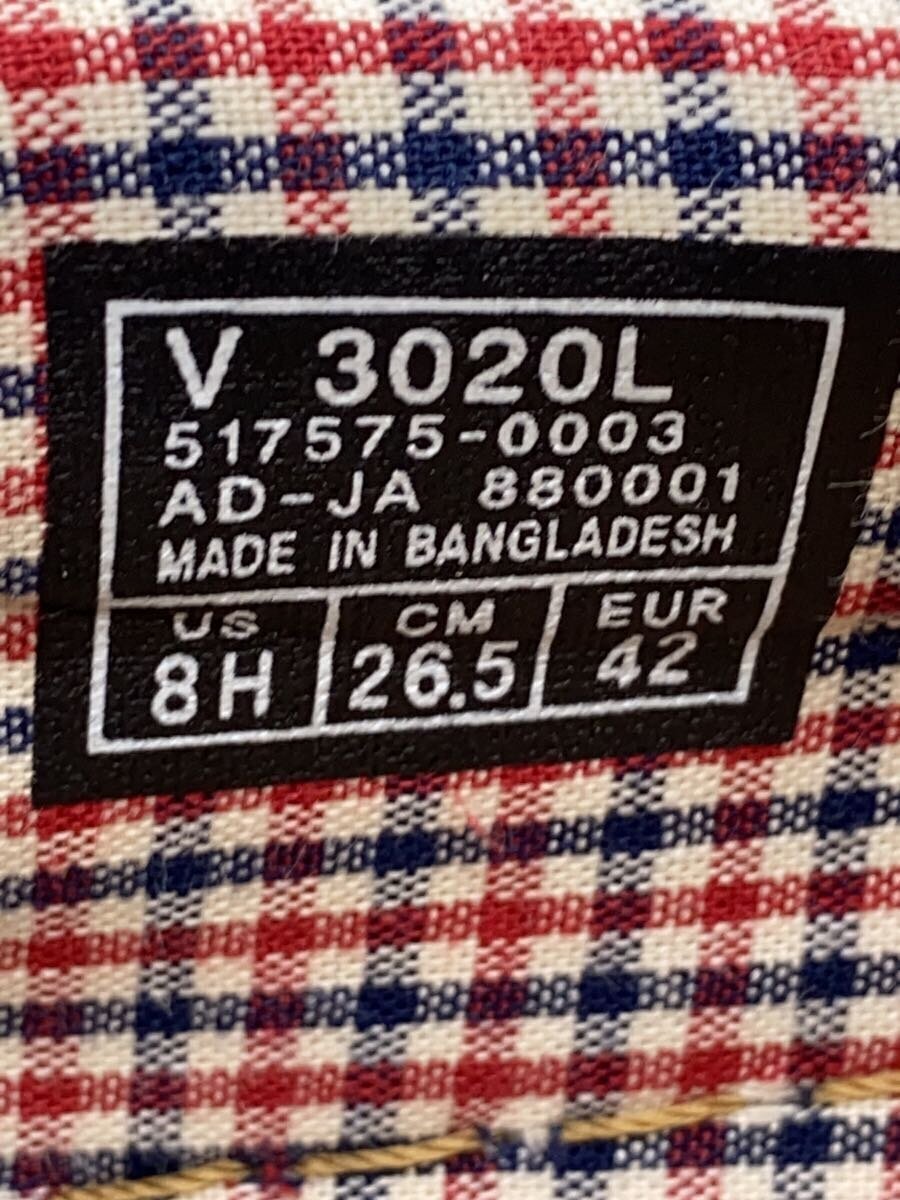 V 3020L
517575-0003
AD-JA 880001
MADE IN BANGLADESH
US CM EUR
8H 26.5 42